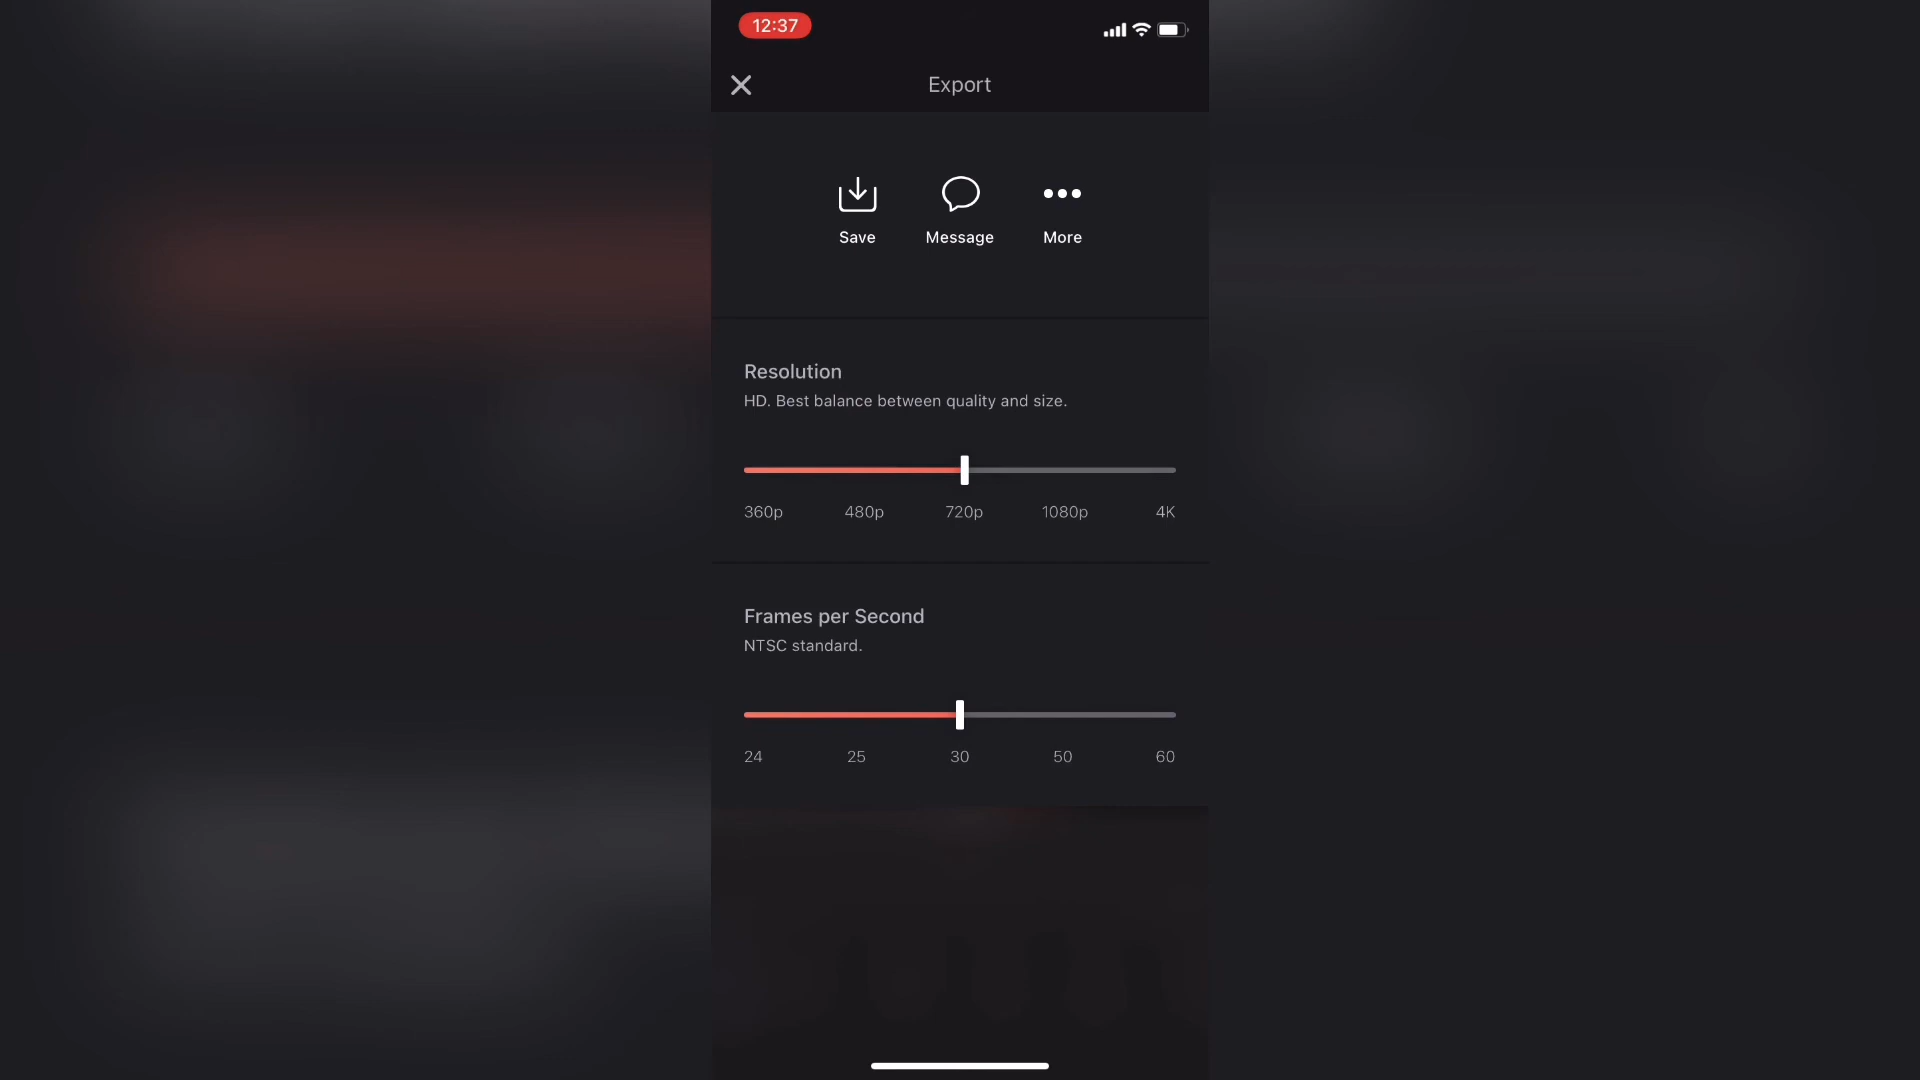 12:37
Export
Save Message More
Resolution
HD. Best balance between quality and size.
360p 480p 720p 1080p 4K
Frames per Second
NTSC standard.
24 25 30 50 60